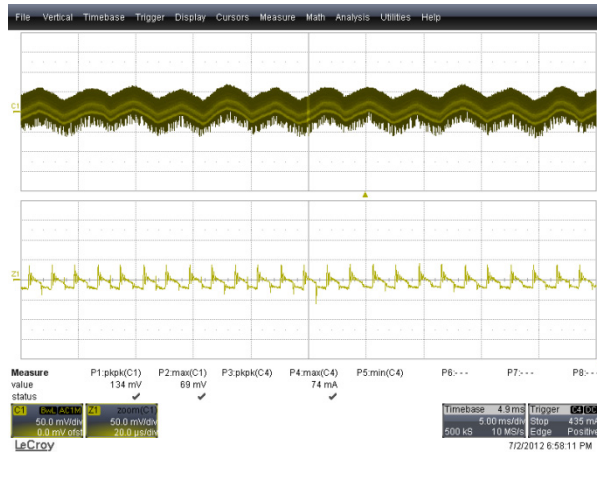 File Vertical Timebase Trigger Display Cursors Measure Math Analysis Utilities Help
C1
Z1
Measure P1:pkpk(C1) P2:max(C1) P3:pkpk(C4) P4:max(C4) P5:min(C4) P6:- - - P7:- - - P8:- -
value 134 mV 69 mV 74 mA
status
C1 BwL AC1M Z1 zoom(C1) Timebase 4.9 ms Trigger C4 DC
50.0 mV/div 50.0 mV/div 5.00 ms/div Stop 435 mA
0.0 mV ofst 20.0 µs/div 500 kS 10 MS/s Edge Positive
LeCroy 7/2/2012 6:58:11 PM